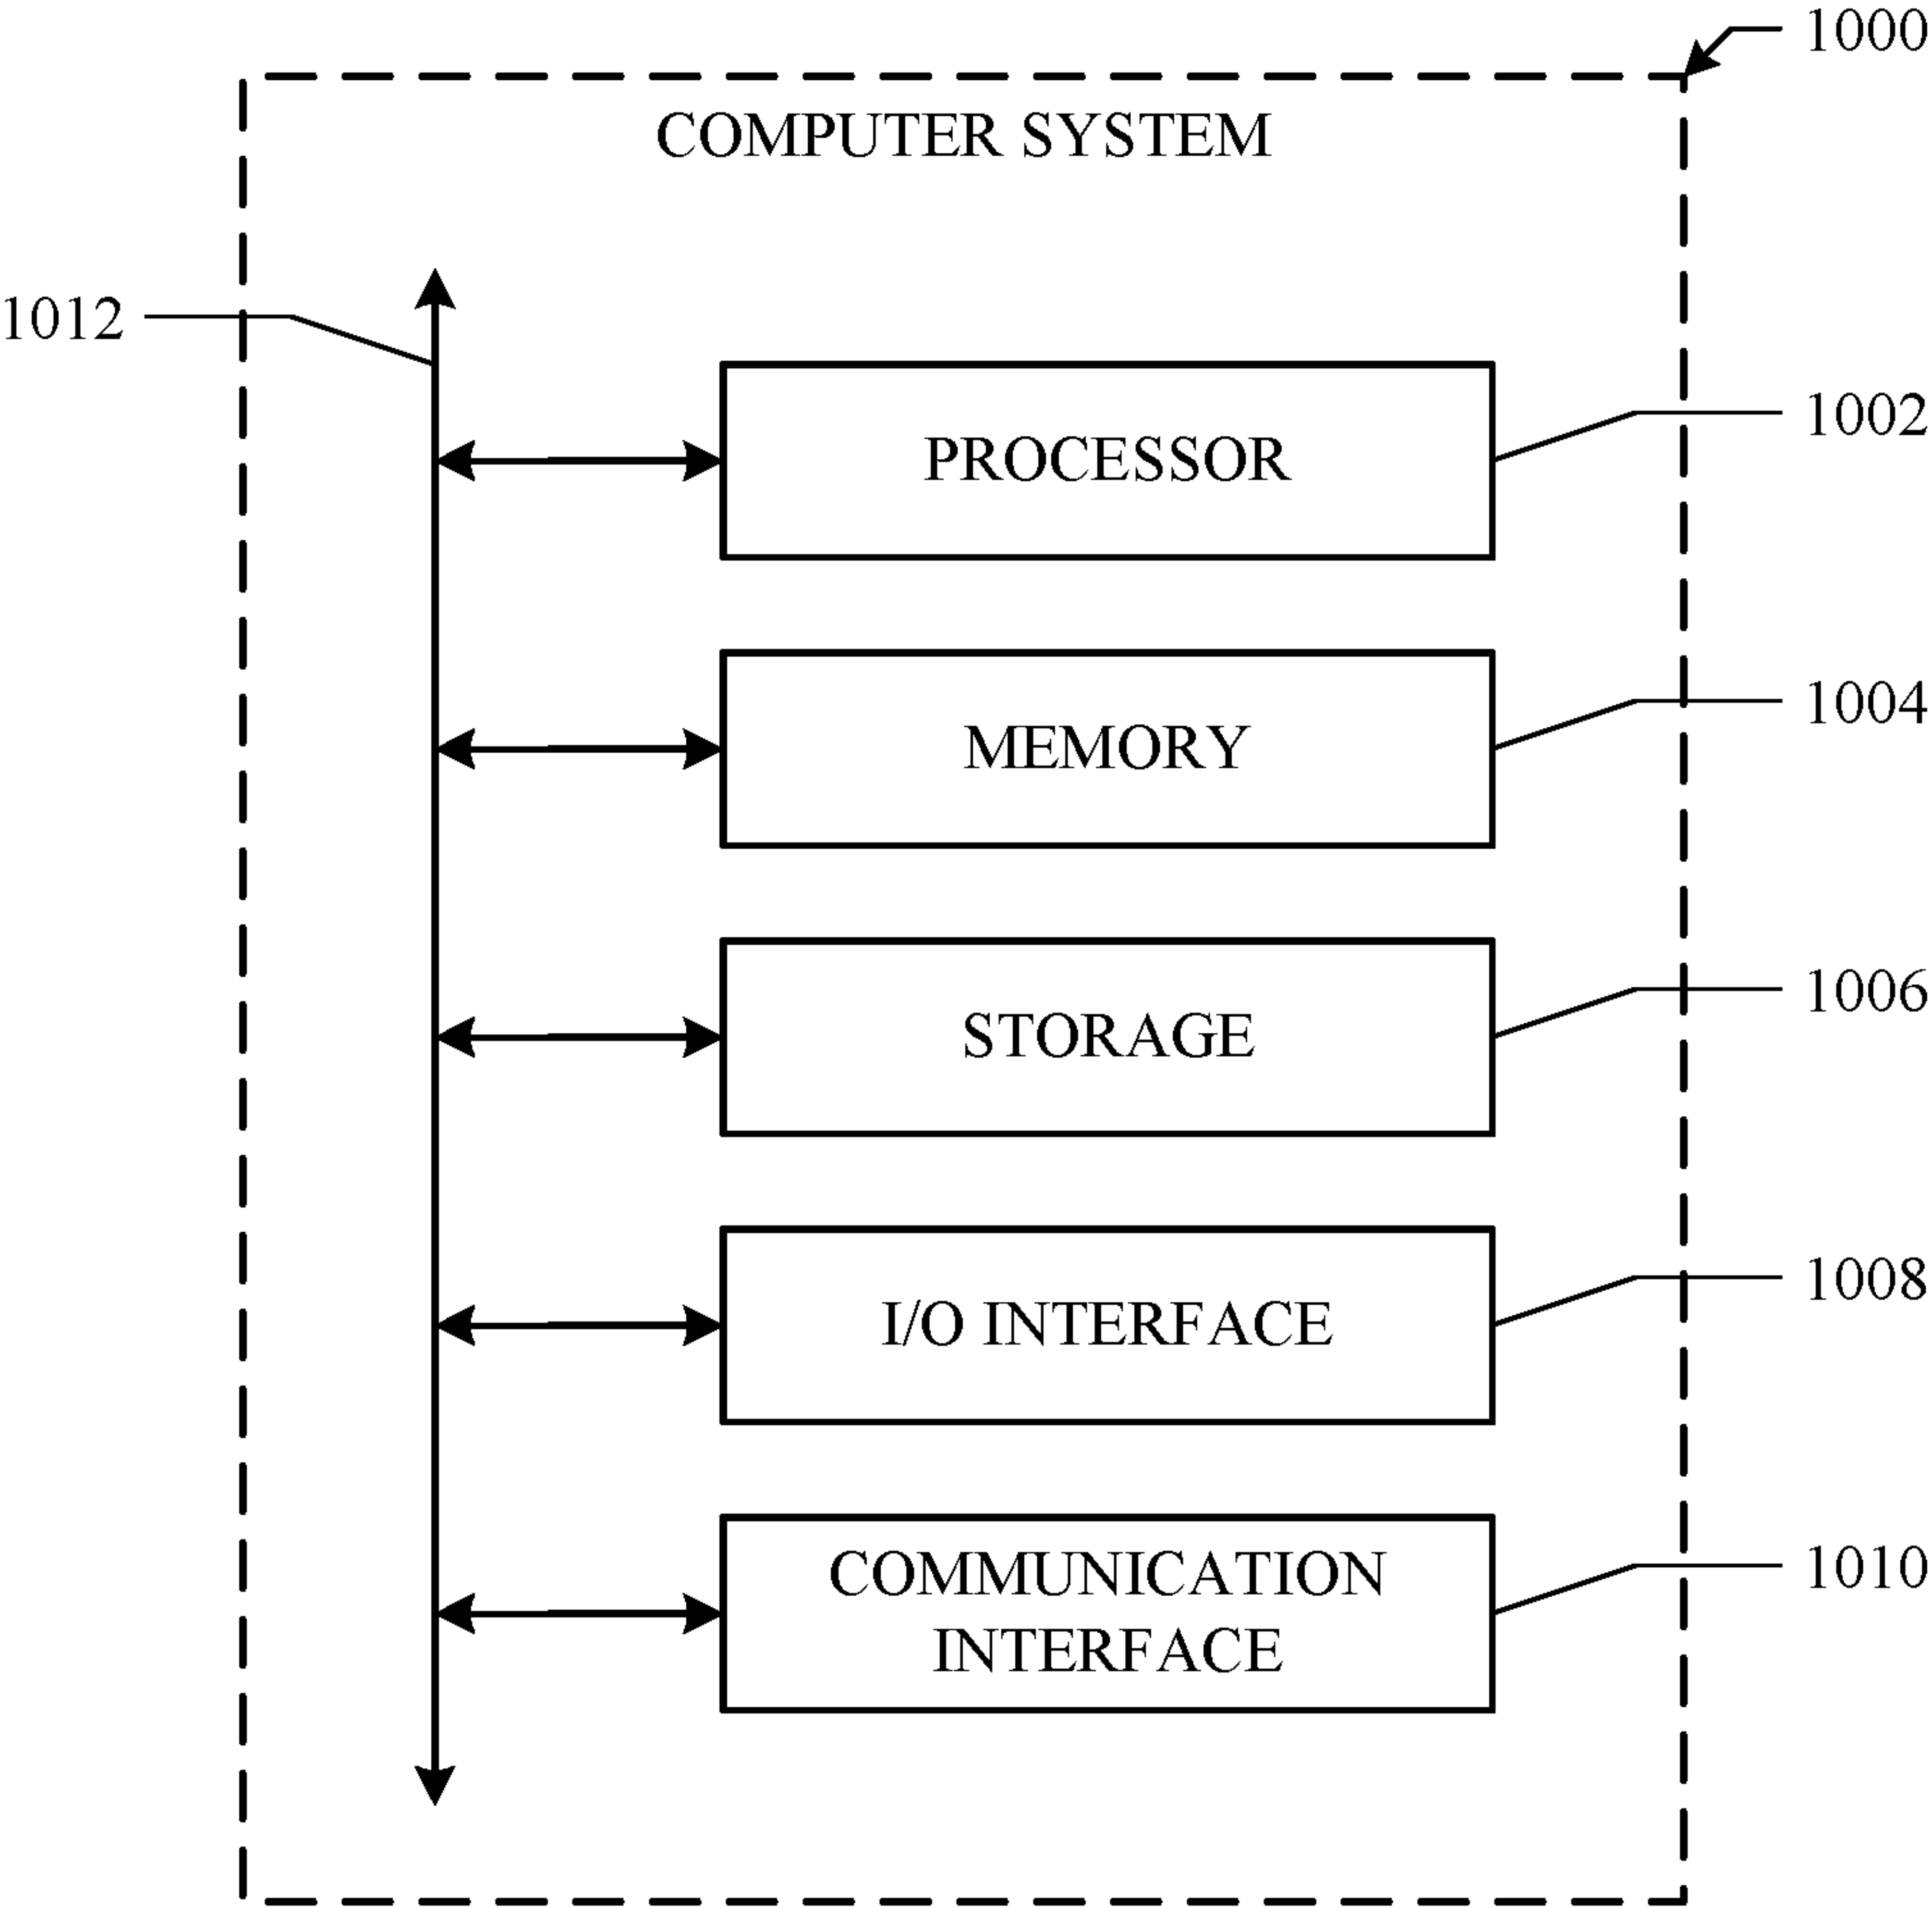 1000
COMPUTER SYSTEM
1012
1002
PROCESSOR
1004
MEMORY
1006
STORAGE
1008
I/O INTERFACE
1010
COMMUNICATION
INTERFACE